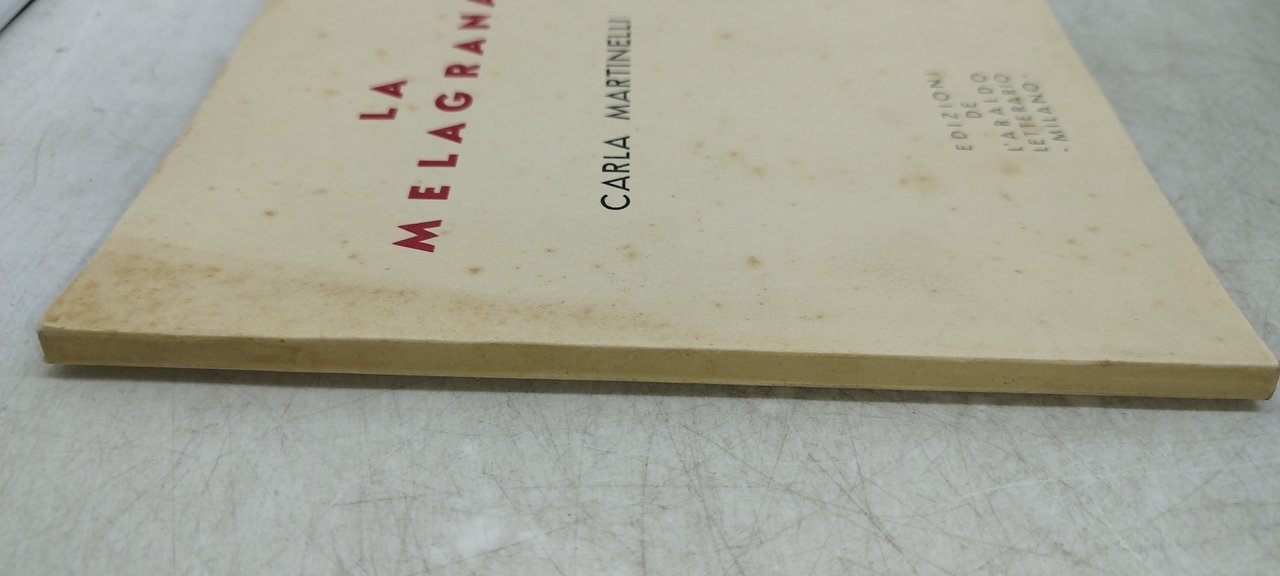 LA
MELAGRANA
CARLA MARTINELLI
EDIZIONI
DE
L'ARALDO
LETTERARIO
- MILANO -